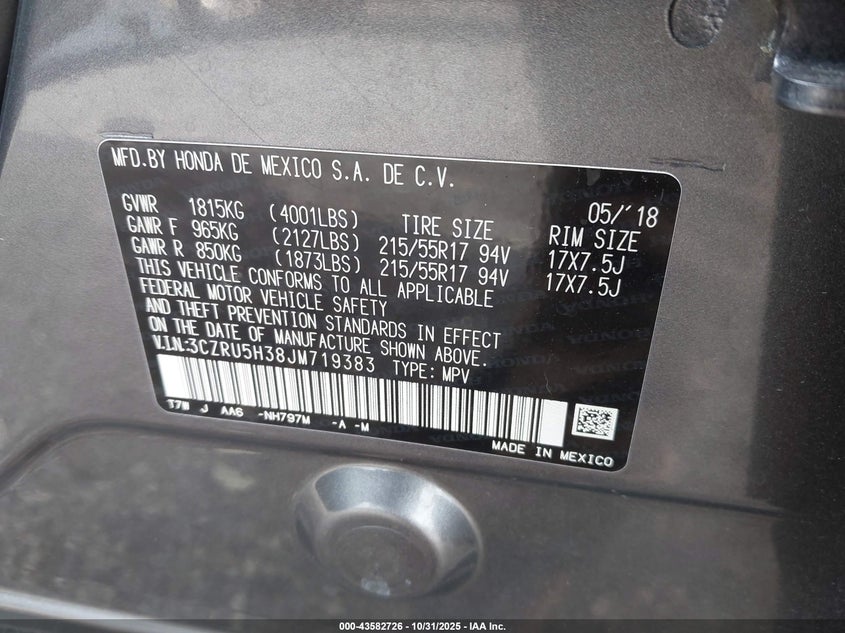 MFD.BY HONDA DE MEXICO S.A. DE C.V.
05/'18
GVWR 1815KG (4001LBS) TIRE SIZE RIM SIZE
GAWR F 965KG (2127LBS) 215/55R17 94V 17X7.5J
GAWR R 850KG (1873LBS) 215/55R17 94V 17X7.5J
THIS VEHICLE CONFORMS TO ALL APPLICABLE
FEDERAL MOTOR VEHICLE SAFETY
AND THEFT PREVENTION STANDARDS IN EFFECT
ON THE DATE OF MANUFACTURE SHOWN ABOVE.
V.I.N:3CZRU5H38JM719383 TYPE: MPV
T7W J AA6 -NH797M -A -M
MADE IN MEXICO
000-43582726 - 10/31/2025 - IAA Inc.